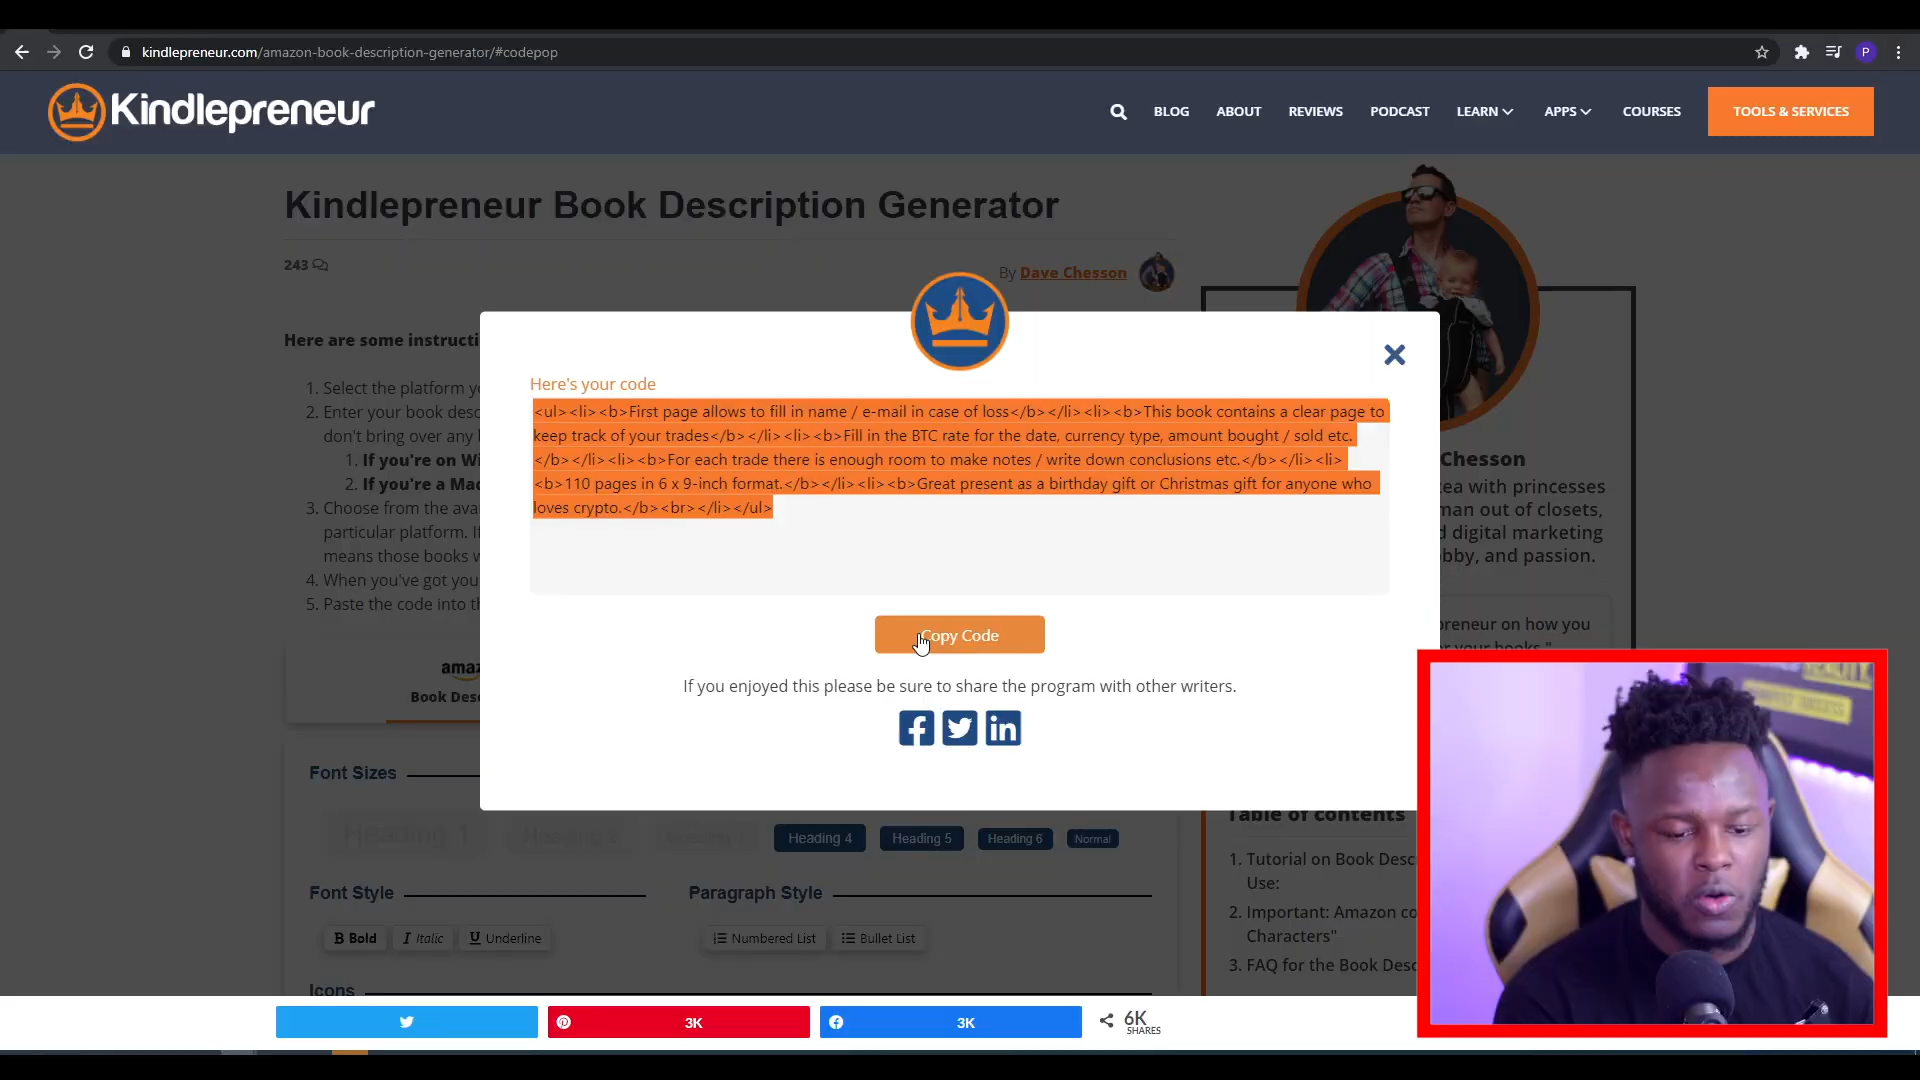 kindlepreneur.com/amazon-book-description-generator/#codepop
P
Kindlepreneur
BLOG
ABOUT
REVIEWS
PODCAST
LEARN
APPS
COURSES
TOOLS & SERVICES
Kindlepreneur Book Description Generator
243
By Dave Chesson
Here are some instructi
1. Select the platform y
2. Enter your book desc
don't bring over any
1. If you're on Wi
2. If you're a Mac
3. Choose from the ava
particular platform. I
means those books w
4. When you've got you
5. Paste the code into t
Here's your code
<ul><li><b>First page allows to fill in name / e-mail in case of loss</b></li><li><b>This book contains a clear page to
keep track of your trades</b></li><li><b>Fill in the BTC rate for the date, currency type, amount bought / sold etc.
</b></li><li><b>For each trade there is enough room to make notes / write down conclusions etc.</b></li><li>
<b>110 pages in 6 x 9-inch format.</b></li><li><b>Great present as a birthday gift or Christmas gift for anyone who
loves crypto.</b><br></li></ul>
Copy Code
If you enjoyed this please be sure to share the program with other writers.
Chesson
tea with princesses
man out of closets,
d digital marketing
bby, and passion.
preneur on how you
r your books."
amaz
Book Desc
Font Sizes
Heading 1
Heading 2
Heading 4
Heading 5
Heading 6
Normal
Font Style
Paragraph Style
B Bold
I Italic
U Underline
Numbered List
Bullet List
Icons
Table of contents
1. Tutorial on Book Desc
Use:
2. Important: Amazon co
Characters"
3. FAQ for the Book Desc
3K
3K
6K
SHARES